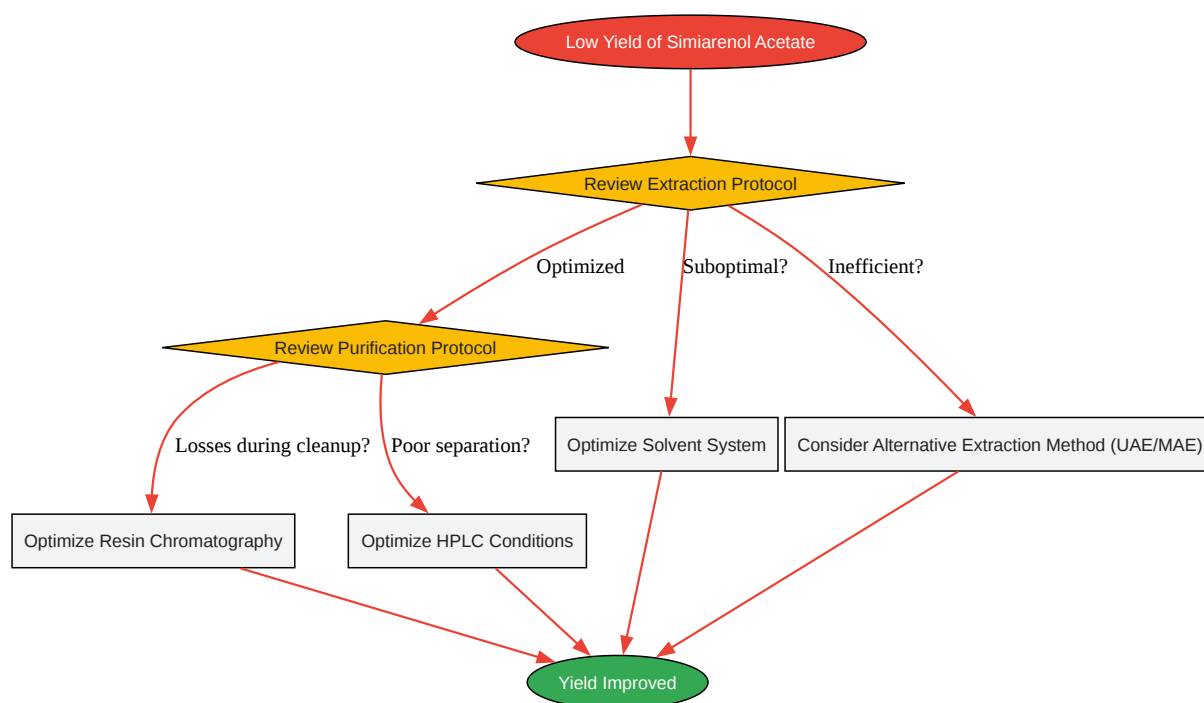 Low Yield of Simiarenol Acetate
Review Extraction Protocol
Optimized
Suboptimal?
Inefficient?
Review Purification Protocol
Losses during cleanup?
Poor separation?
Optimize Solvent System
Consider Alternative Extraction Method (UAE/MAE)
Optimize Resin Chromatography
Optimize HPLC Conditions
Yield Improved